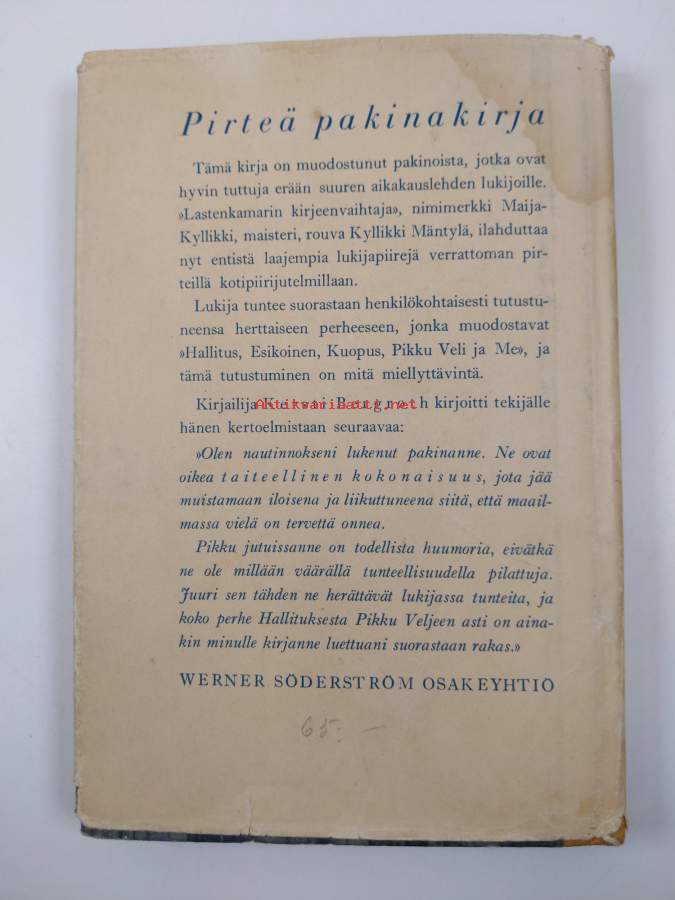 Pirteä pakinakirja
Tämä kirja on muodostunut pakinoista, jotka ovat
hyvin tuttuja erään suuren aikakauslehden lukijoille.
»Lastenkamarin kirjeenvaihtaja», nimimerkki Maija-
Kyllikki, maisteri, rouva Kyllikki Mäntylä, ilahduttaa
nyt entistä laajempia lukijapiirejä verrattoman pir-
teillä kotipiirijutelmillaan.
Lukija tuntee suorastaan henkilökohtaisesti tutustu-
neensa herttaiseen perheeseen, jonka muodostavat
»Hallitus, Esikoinen, Kuopus, Pikku Veli ja Me», ja
tämä tutustuminen on mitä miellyttävintä.
Kirjailija kirjoitti tekijälle
Antikvariaatti.net
hänen kertoelmistaan seuraavaa:
»Olen nautinnokseni lukenut pakinanne. Ne ovat
oikea taiteellinen kokonaisuus, jota jää
muistamaan iloisena ja liikuttuneena siitä, että maail-
massa vielä on tervettä onnea.
Pikku jutuissanne on todellista huumoria, eivätkä
ne ole millään väärällä tunteellisuudella pilattuja.
Juuri sen tähden ne herättävät lukijassa tunteita, ja
koko perhe Hallituksesta Pikku Veljeen asti on aina-
kin minulle kirjanne luettuani suorastaan rakas.»
WERNER SÖDERSTRÖM OSAKEYHTIÖ
65:—